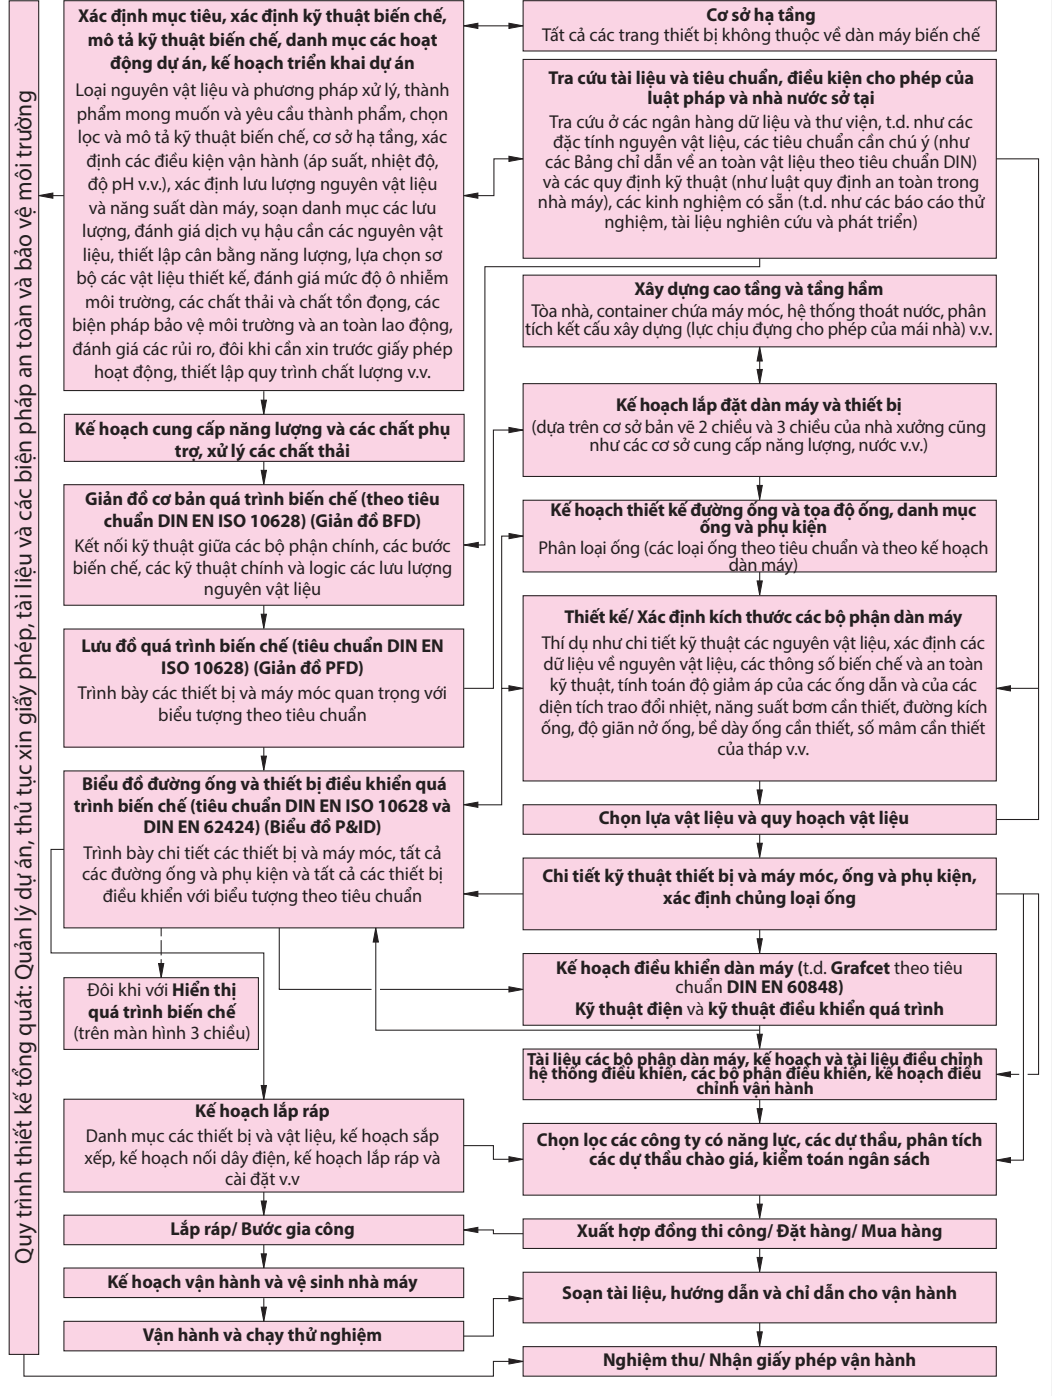 Quy trình thiết kế tổng quát: Quản lý dự án, thủ tục xin giấy phép, tài liệu và các biện pháp an toàn và bảo vệ môi trường
Xác định mục tiêu, xác định kỹ thuật biến chế,
mô tả kỹ thuật biến chế, danh mục các hoạt
động dự án, kế hoạch triển khai dự án
Loại nguyên vật liệu và phương pháp xử lý, thành
phẩm mong muốn và yêu cầu thành phẩm, chọn
lọc và mô tả kỹ thuật biến chế, cơ sở hạ tầng, xác
định các điều kiện vận hành (áp suất, nhiệt độ,
độ pH v.v.), xác định lưu lượng nguyên vật liệu
và năng suất dàn máy, soạn danh mục các lưu
lượng, đánh giá dịch vụ hậu cần các nguyên vật
liệu, thiết lập cân bằng năng lượng, lựa chọn sơ
bộ các vật liệu thiết kế, đánh giá mức độ ô nhiễm
môi trường, các chất thải và chất tồn đọng, các
biện pháp bảo vệ môi trường và an toàn lao động,
đánh giá các rủi ro, đôi khi cần xin trước giấy phép
hoạt động, thiết lập quy trình chất lượng v.v.
Kế hoạch cung cấp năng lượng và các chất phụ
trợ, xử lý các chất thải
Giản đồ cơ bản quá trình biến chế (theo tiêu
chuẩn DIN EN ISO 10628) (Giản đồ BFD)
Kết nối kỹ thuật giữa các bộ phận chính, các bước
biến chế, các kỹ thuật chính và logic các lưu lượng
nguyên vật liệu
Lưu đồ quá trình biến chế (tiêu chuẩn DIN EN
ISO 10628) (Giản đồ PFD)
Trình bày các thiết bị và máy móc quan trọng với
biểu tượng theo tiêu chuẩn
Biểu đồ đường ống và thiết bị điều khiển quá
trình biến chế (tiêu chuẩn DIN EN ISO 10628 và
DIN EN 62424) (Biểu đồ P&ID)
Trình bày chi tiết các thiết bị và máy móc, tất cả
các đường ống và phụ kiện và tất cả các thiết bị
điều khiển với biểu tượng theo tiêu chuẩn
Đôi khi với Hiển thị
quá trình biến chế
(trên màn hình 3 chiều)
Kế hoạch lắp ráp
Danh mục các thiết bị và vật liệu, kế hoạch sắp
xếp, kế hoạch nối dây điện, kế hoạch lắp ráp và
cài đặt v.v
Lắp ráp/ Bước gia công
Kế hoạch vận hành và vệ sinh nhà máy
Vận hành và chạy thử nghiệm
Cơ sở hạ tầng
Tất cả các trang thiết bị không thuộc về dàn máy biến chế
Tra cứu tài liệu và tiêu chuẩn, điều kiện cho phép của
luật pháp và nhà nước sở tại
Tra cứu ở các ngân hàng dữ liệu và thư viện, t.d. như các
đặc tính nguyên vật liệu, các tiêu chuẩn cần chú ý (như
các Bảng chỉ dẫn về an toàn vật liệu theo tiêu chuẩn DIN)
và các quy định kỹ thuật (như luật quy định an toàn trong
nhà máy), các kinh nghiệm có sẵn (t.d. như các báo cáo thử
nghiệm, tài liệu nghiên cứu và phát triển)
Xây dựng cao tầng và tầng hầm
Tòa nhà, container chứa máy móc, hệ thống thoát nước, phân
tích kết cấu xây dựng (lực chịu đựng cho phép của mái nhà) v.v.
Kế hoạch lắp đặt dàn máy và thiết bị
(dựa trên cơ sở bản vẽ 2 chiều và 3 chiều của nhà xưởng cũng
như các cơ sở cung cấp năng lượng, nước v.v.)
Kế hoạch thiết kế đường ống và tọa độ ống, danh mục
ống và phụ kiện
Phân loại ống (các loại ống theo tiêu chuẩn và theo kế hoạch
dàn máy)
Thiết kế/ Xác định kích thước các bộ phận dàn máy
Thí dụ như chi tiết kỹ thuật các nguyên vật liệu, xác định các
dữ liệu về nguyên vật liệu, các thông số biến chế và an toàn
kỹ thuật, tính toán độ giảm áp của các ống dẫn và của các
diện tích trao đổi nhiệt, năng suất bơm cần thiết, đường kích
ống, độ giãn nở ống, bề dày ống cần thiết, số mâm cần thiết
của tháp v.v.
Chọn lựa vật liệu và quy hoạch vật liệu
Chi tiết kỹ thuật thiết bị và máy móc, ống và phụ kiện,
xác định chủng loại ống
Kế hoạch điều khiển dàn máy (t.d. Grafcet theo tiêu
chuẩn DIN EN 60848)
Kỹ thuật điện và kỹ thuật điều khiển quá trình
Tài liệu các bộ phận dàn máy, kế hoạch và tài liệu điều chỉnh
hệ thống điều khiển, các bộ phận điều khiển, kế hoạch điều
chỉnh vận hành
Chọn lọc các công ty có năng lực, các dự thầu, phân tích
các dự thầu chào giá, kiểm toán ngân sách
Xuất hợp đồng thi công/ Đặt hàng/ Mua hàng
Soạn tài liệu, hướng dẫn và chỉ dẫn cho vận hành
Nghiệm thu/ Nhận giấy phép vận hành